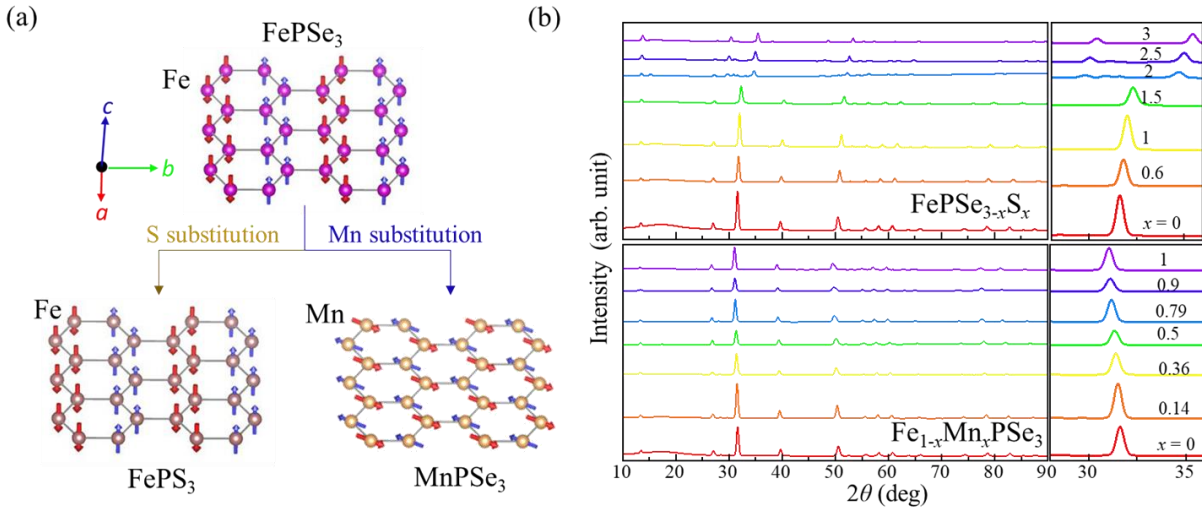 (a)
FePSe3
Fe
c
b
a
S substitution
Mn substitution
Fe
Mn
FePS3
MnPSe3
(b)
Intensity (arb. unit)
FePSe3-xSx
3
2.5
2
1.5
1
0.6
x = 0
Fe1-xMnxPSe3
1
0.9
0.79
0.5
0.36
0.14
x = 0
10 20 30 40 50 60 70 80 90
30 35
2θ (deg)